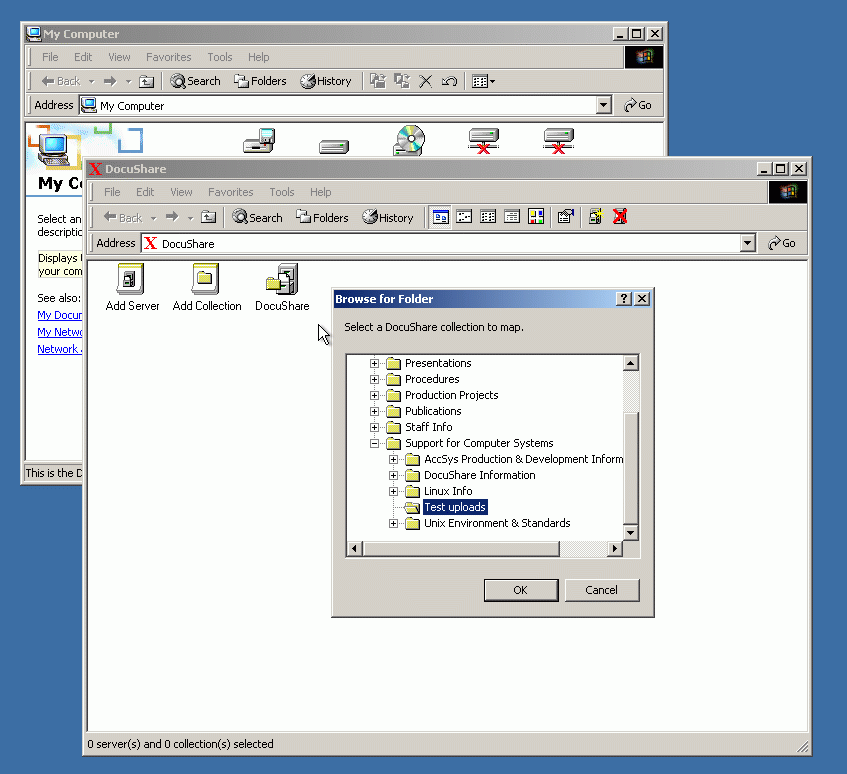 My Computer
File Edit View Favorites Tools Help
Back Search Folders History
Address My Computer Go
My C
Select an
descriptic
Displays
your com
See also:
My Docur
My Netw
Network
This is the D
DocuShare
File Edit View Favorites Tools Help
Back Search Folders History
Address X DocuShare Go
Add Server Add Collection DocuShare
Browse for Folder
Select a DocuShare collection to map.
Presentations
Procedures
Production Projects
Publications
Staff Info
Support for Computer Systems
AccSys Production & Development Inform
DocuShare Information
Linux Info
Test uploads
Unix Environment & Standards
OK Cancel
0 server(s) and 0 collection(s) selected